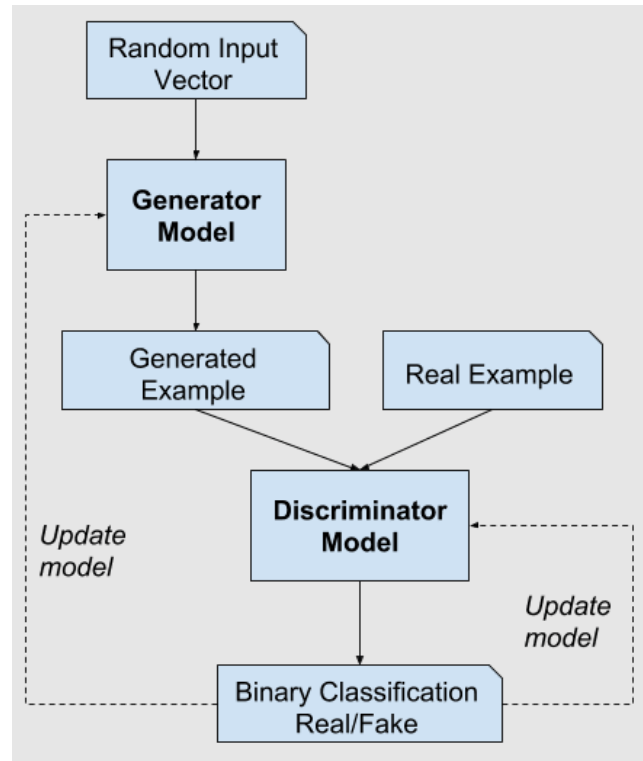 Random Input
Vector
Generator
Model
Generated
Example
Real Example
Discriminator
Model
Update
model
Update
model
Binary Classification
Real/Fake